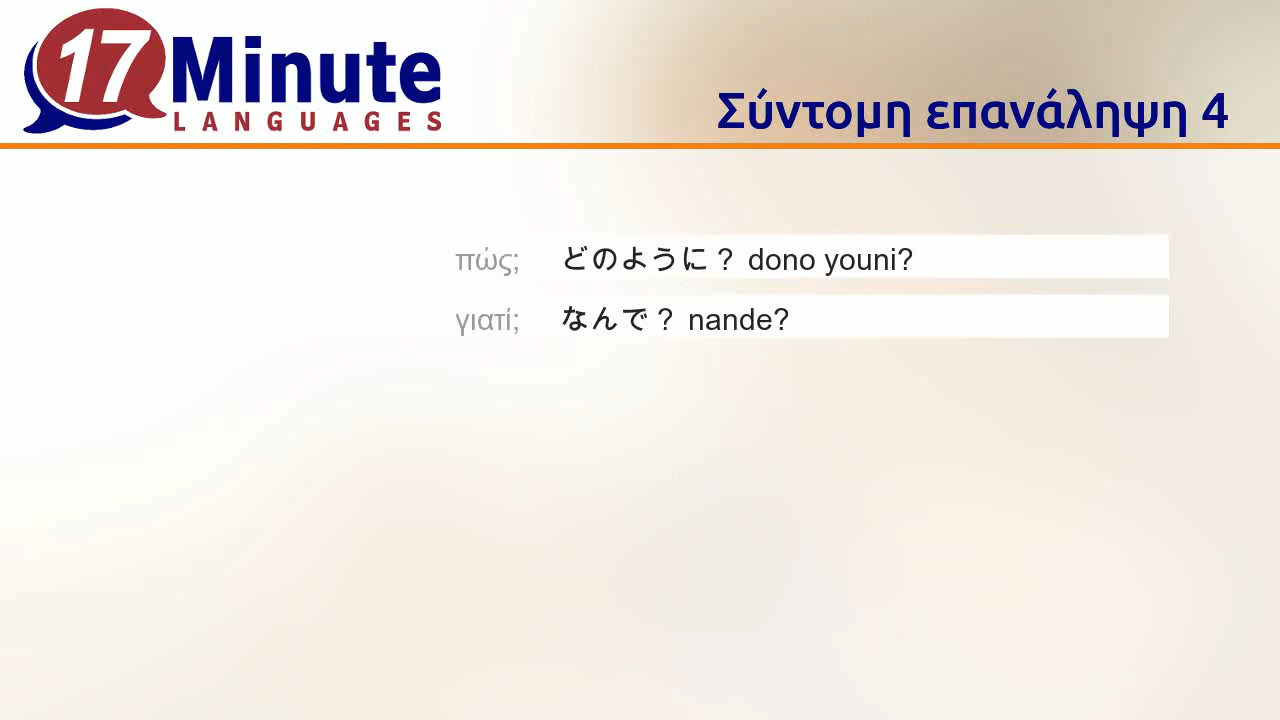 17 Minute
LANGUAGES
Σύντομη επανάληψη 4
πώς; どのように？ dono youni?
γιατί; なんで？ nande?